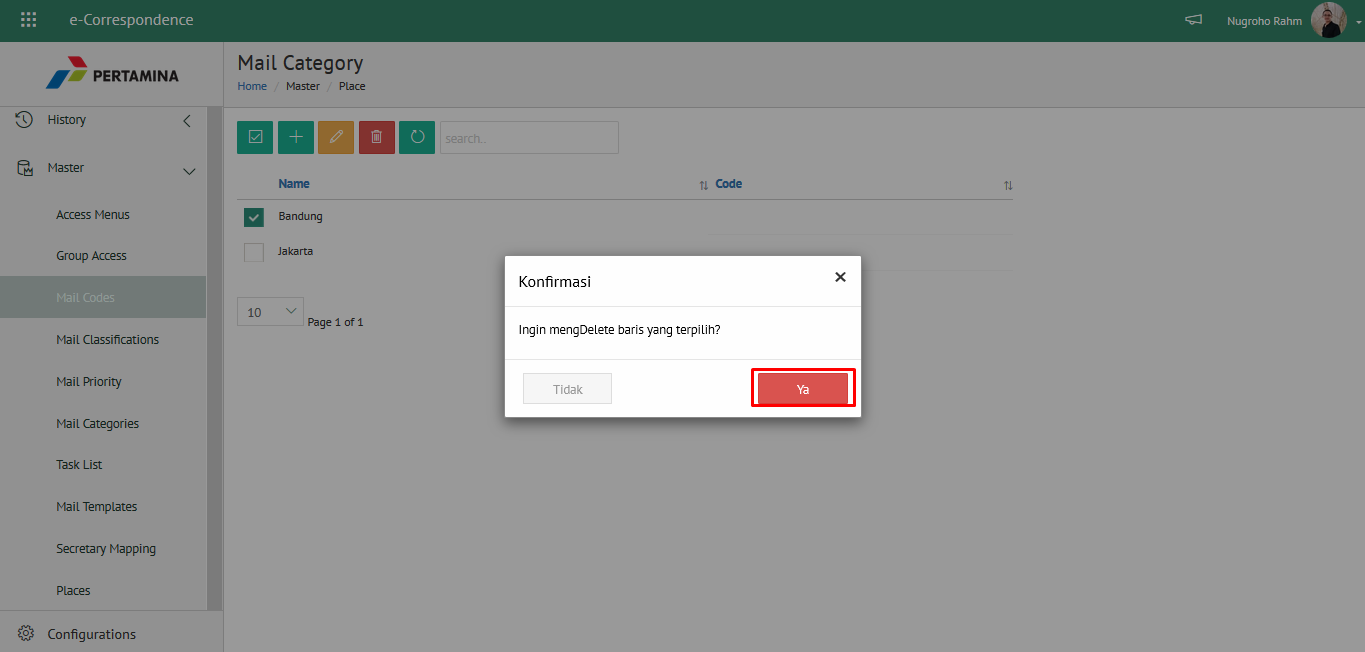 e-Correspondence
Nugroho Rahm
PERTAMINA
Mail Category
Home / Master / Place
History
Master
Access Menus
Group Access
Mail Codes
Mail Classifications
Mail Priority
Mail Categories
Task List
Mail Templates
Secretary Mapping
Places
Configurations
search..
Name Code
Bandung
Jakarta
10
Page 1 of 1
Konfirmasi
Ingin mengDelete baris yang terpilih?
Tidak Ya